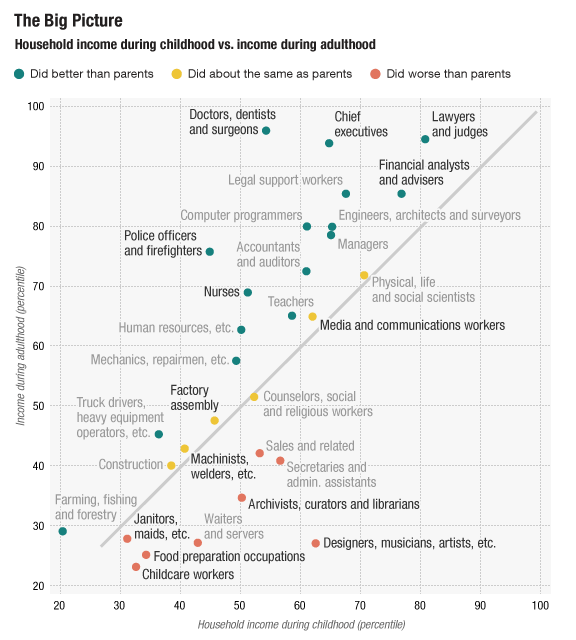 The Big Picture
Household income during childhood vs. income during adulthood
Did better than parents
Did about the same as parents
Did worse than parents
100
90
80
70
60
50
40
30
20
Income during adulthood (percentile)
Doctors, dentists
and surgeons
Chief
executives
Lawyers
and judges
Financial analysts
and advisers
Legal support workers
Computer programmers
Engineers, architects and surveyors
Managers
Police officers
and firefighters
Accountants
and auditors
Physical, life
and social scientists
Nurses
Teachers
Media and communications workers
Human resources, etc.
Mechanics, repairmen, etc.
Factory
assembly
Counselors, social
and religious workers
Truck drivers,
heavy equipment
operators, etc.
Sales and related
Machinists,
welders, etc.
Construction
Secretaries and
admin. assistants
Archivists, curators and librarians
Farming, fishing
and forestry
Janitors,
maids, etc.
Waiters
and servers
Designers, musicians, artists, etc.
Food preparation occupations
Childcare workers
20 30 40 50 60 70 80 90 100
Household income during childhood (percentile)